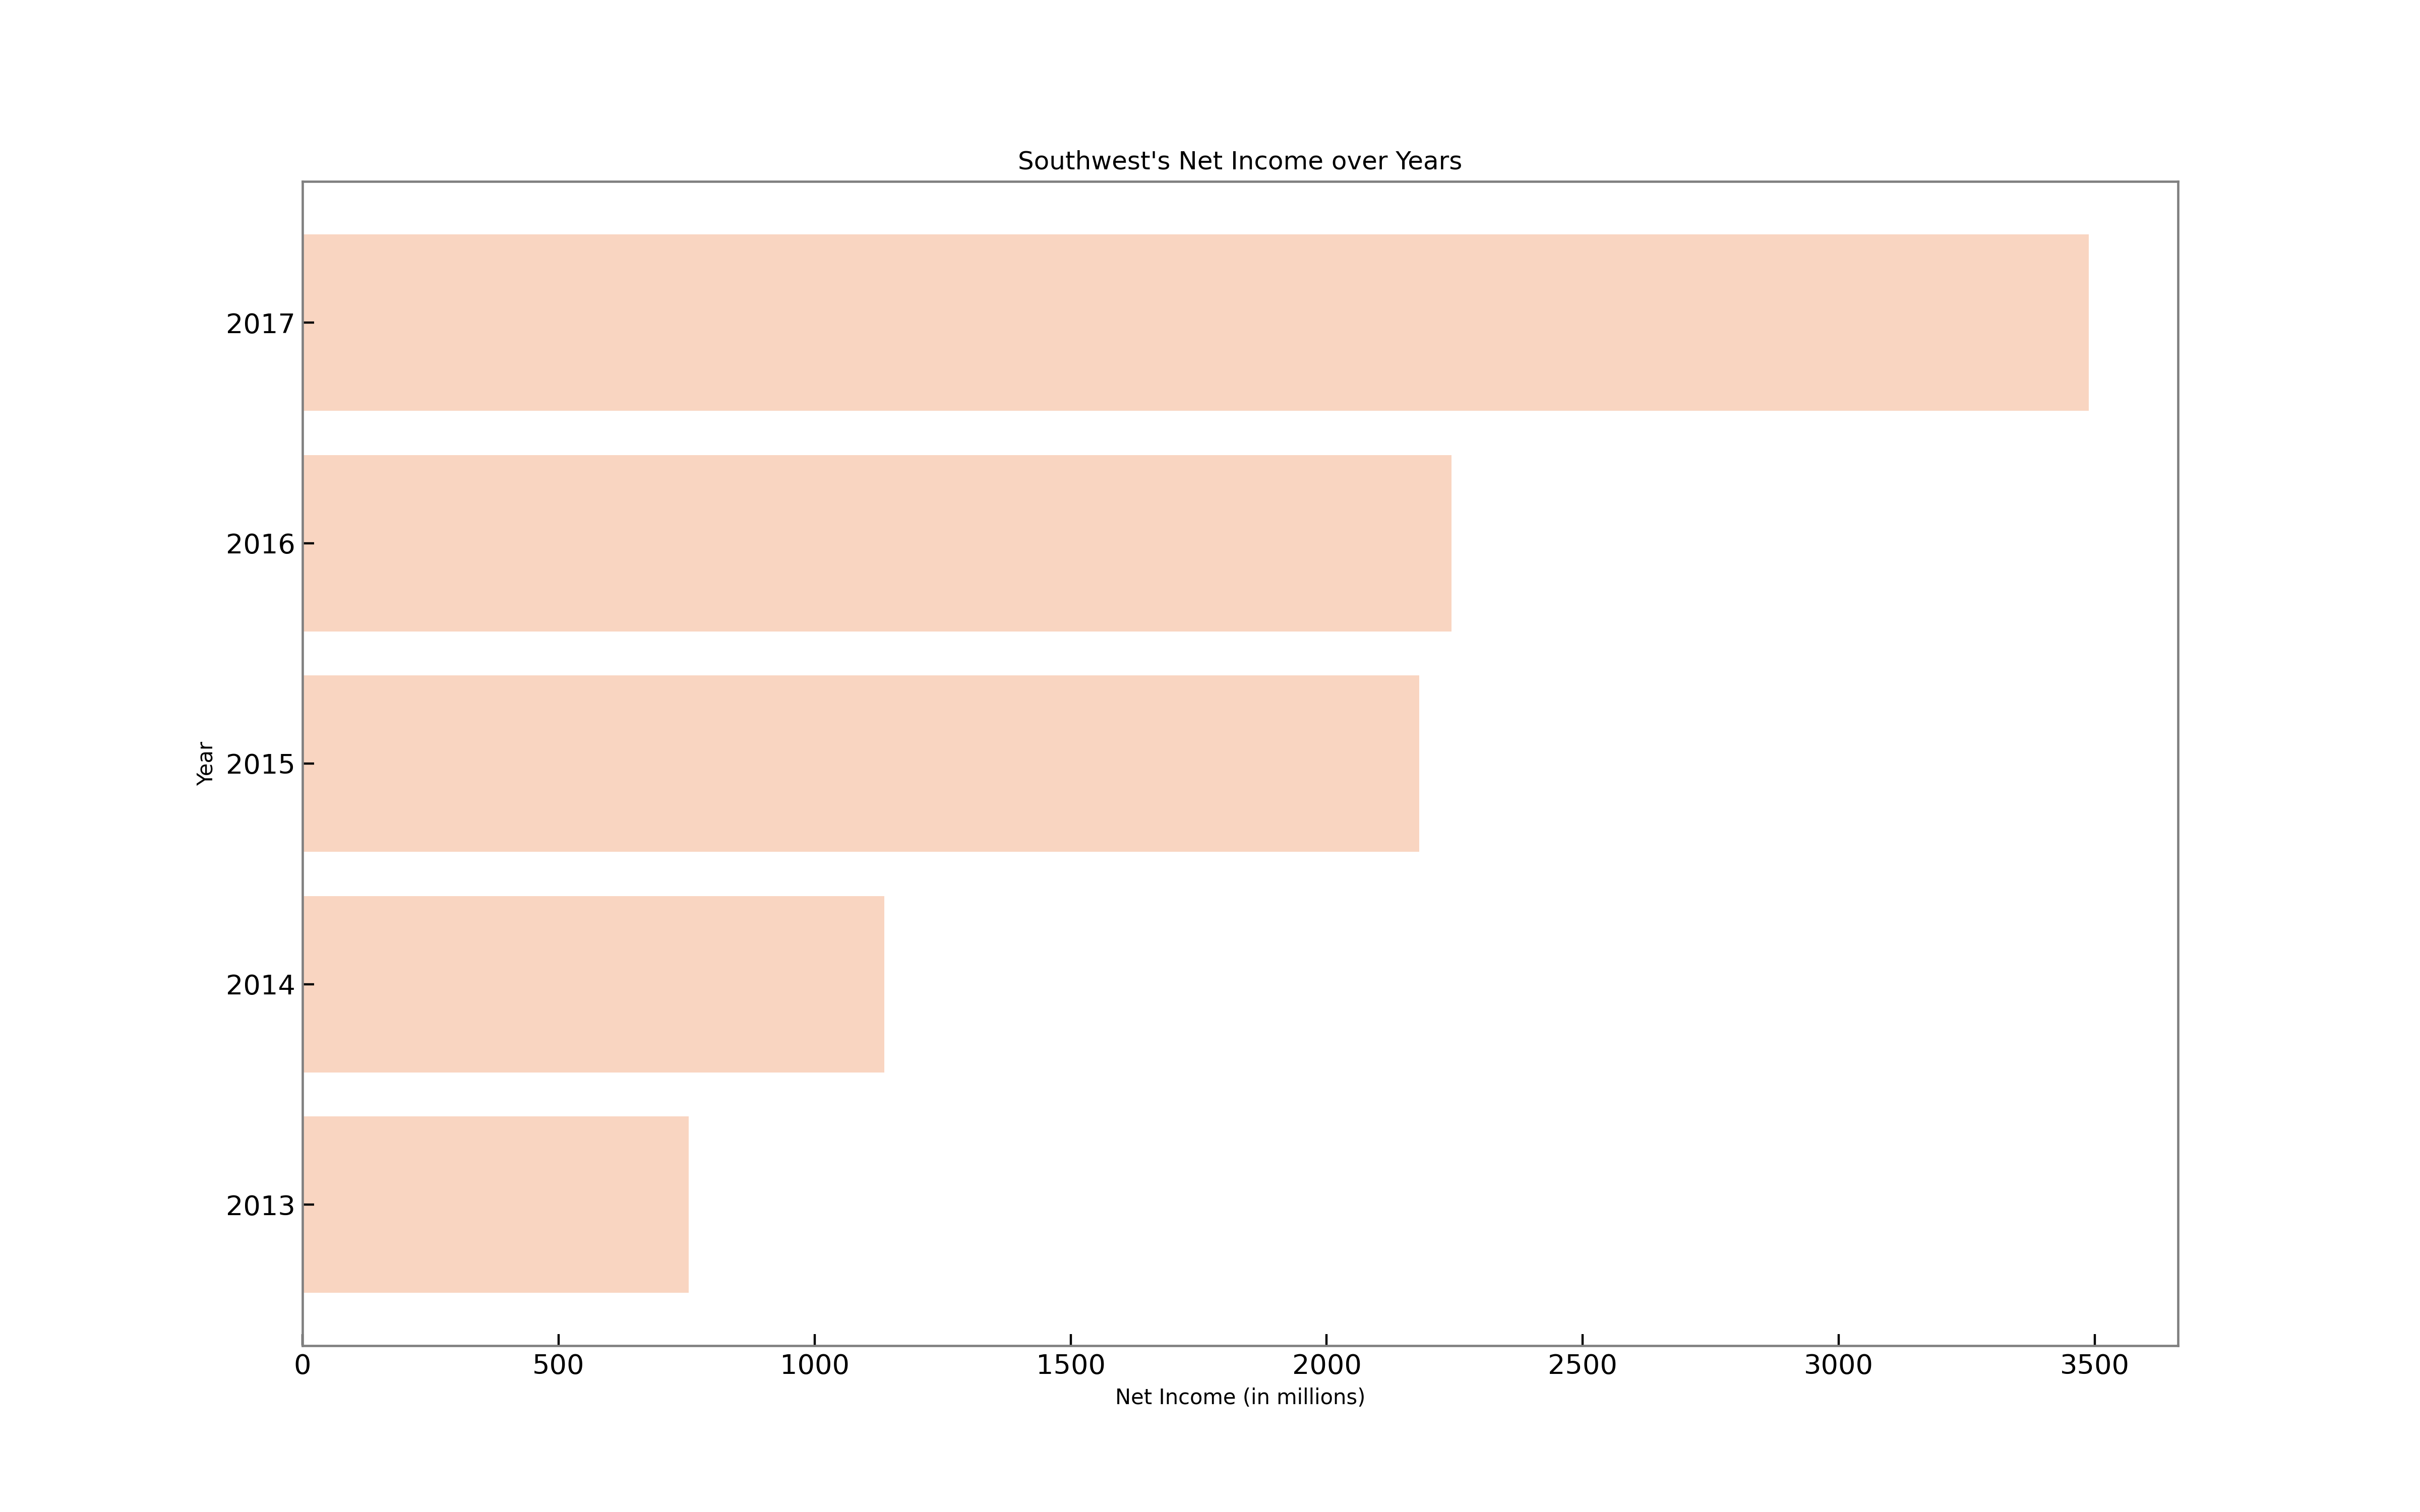 Southwest's Net Income over Years
2017
2016
2015
2014
2013
Year
0 500 1000 1500 2000 2500 3000 3500
Net Income (in millions)